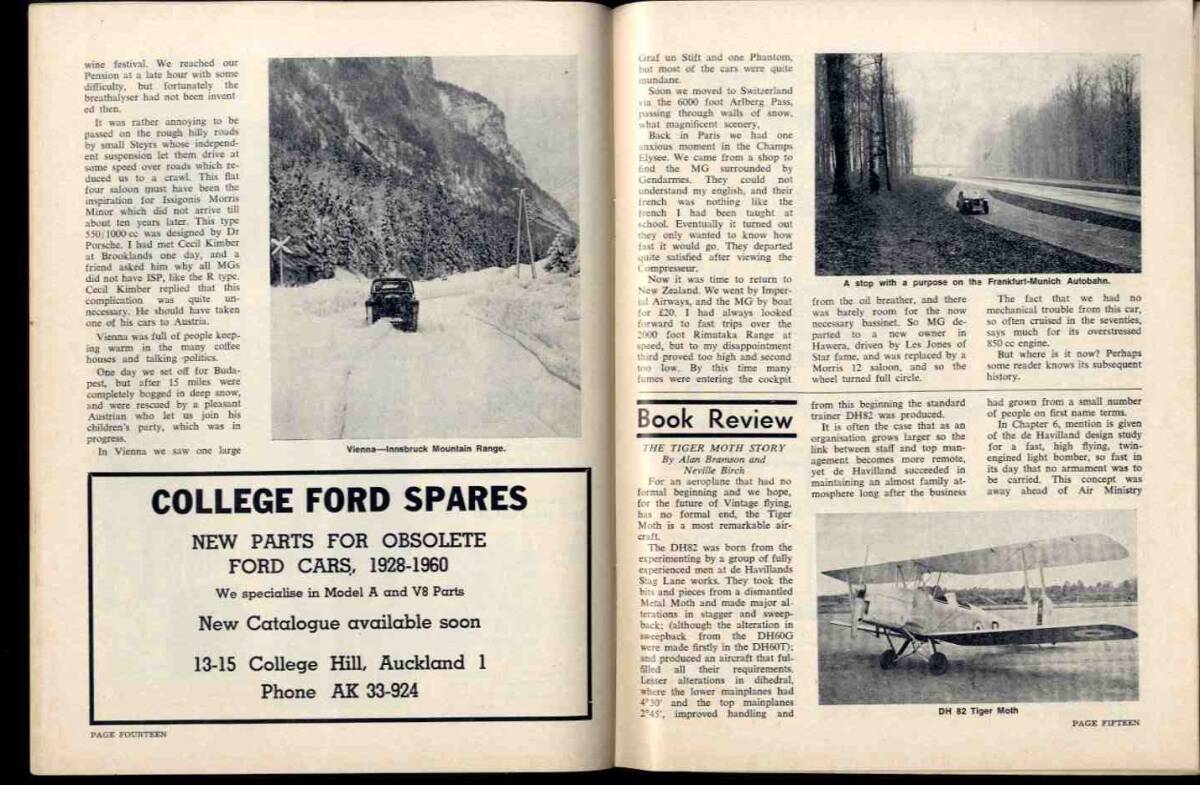 wine festival. We reached our
Pension at a late hour with some
difficulty, but fortunately the
breathalyser had not been invent
ed then.
It was rather annoying to be
passed on the rough hilly roads
by small Steyrs whose independ-
ent suspension let them drive at
some speed over roads which re-
duced us to a crawl. This flat
four saloon must have been the
inspiration for Issigonis Morris
Minor which did not arrive till
about ten years later. This type
550/1000 cc was designed by Dr
Porsche. I had met Cecil Kimber
at Brooklands one day, and a
friend asked him why all MGs
did not have ISP, like the R type.
Cecil Kimber replied that this
complication was quite un-
necessary. He should have taken
one of his cars to Austria.
Vienna was full of people keep-
ing warm in the many coffee
houses and talking politics.
One day we set off for Buda-
pest, but after 15 miles were
completely bogged in deep snow,
and were rescued by a pleasant
Austrian who let us join his
children's party, which was in
progress.
In Vienna we saw one large
Vienna—Innsbruck Mountain Range.
COLLEGE FORD SPARES
NEW PARTS FOR OBSOLETE
FORD CARS, 1928-1960
We specialise in Model A and V8 Parts
New Catalogue available soon
13-15 College Hill, Auckland 1
Phone AK 33-924
PAGE FOURTEEN
Graf un Stift and one Phantom,
but most of the cars were quite
mundane.
Soon we moved to Switzerland
via the 6000 foot Arlberg Pass,
passing through walls of snow,
what magnificent scenery,
Back in Paris we had one
anxious moment in the Champs
Elysee. We came from a shop to
find the MG surrounded by
Gendarmes. They could not
understand my english, and their
french was nothing like the
french I had been taught at
school. Eventually it turned out
they only wanted to know how
fast it would go. They departed
quite satisfied after viewing the
Compresseur.
Now it was time to return to
New Zealand. We went by Imper-
ial Airways, and the MG by boat
for £20. I had always looked
forward to fast trips over the
2000 foot Rimutaka Range at
speed, but to my disappointment
third proved too high and second
too low. By this time many
fumes were entering the cockpit
A stop with a purpose on the Frankfurt-Munich Autobahn.
from the oil breather, and there
was barely room for the now
necessary bassinet. So MG de-
parted to a new owner in
Hawera, driven by Les Jones of
Star fame, and was replaced by a
Morris 12 saloon, and so the
wheel turned full circle.
The fact that we had no
mechanical trouble from this car,
so often cruised in the seventies,
says much for its overstressed
850 cc engine.
But where is it now? Perhaps
some reader knows its subsequent
history.
Book Review
THE TIGER MOTH STORY
By Alan Bramson and
Neville Birch
For an aeroplane that had no
formal beginning and we hope,
for the future of Vintage flying,
has no formal end, the Tiger
Moth is a most remarkable air-
craft.
The DH82 was born from the
experimenting by a group of fully
experienced men at de Havillands
Stag Lane works. They took the
bits and pieces from a dismantled
Metal Moth and made major al-
terations in stagger and sweep-
back; (although the alteration in
sweepback from the DH60G
were made firstly in the DH60T);
and produced an aircraft that ful-
filled all their requirements.
Lesser alterations in dihedral,
where the lower mainplanes had
4°30' and the top mainplanes
2°45', improved handling and
from this beginning the standard
trainer DH82 was produced.
It is often the case that as an
organisation grows larger so the
link between staff and top man-
agement becomes more remote,
yet de Havilland succeeded in
maintaining an almost family at-
mosphere long after the business
had grown from a small number
of people on first name terms.
In Chapter 6, mention is given
of the de Havilland design study
for a fast, high flying, twin-
engined light bomber, so fast in
its day that no armament was to
be carried. This concept was
away ahead of Air Ministry
DH 82 Tiger Moth
PAGE FIFTEEN